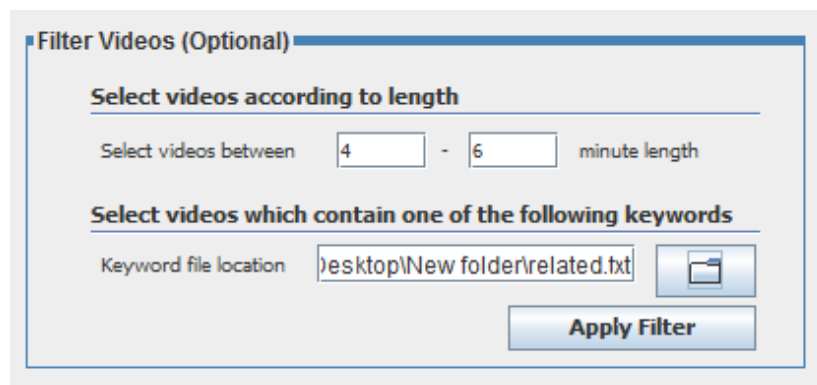 Filter Videos (Optional)
Select videos according to length
Select videos between 4 - 6 minute length
Select videos which contain one of the following keywords
Keyword file location Desktop\New folder\related.txt
Apply Filter